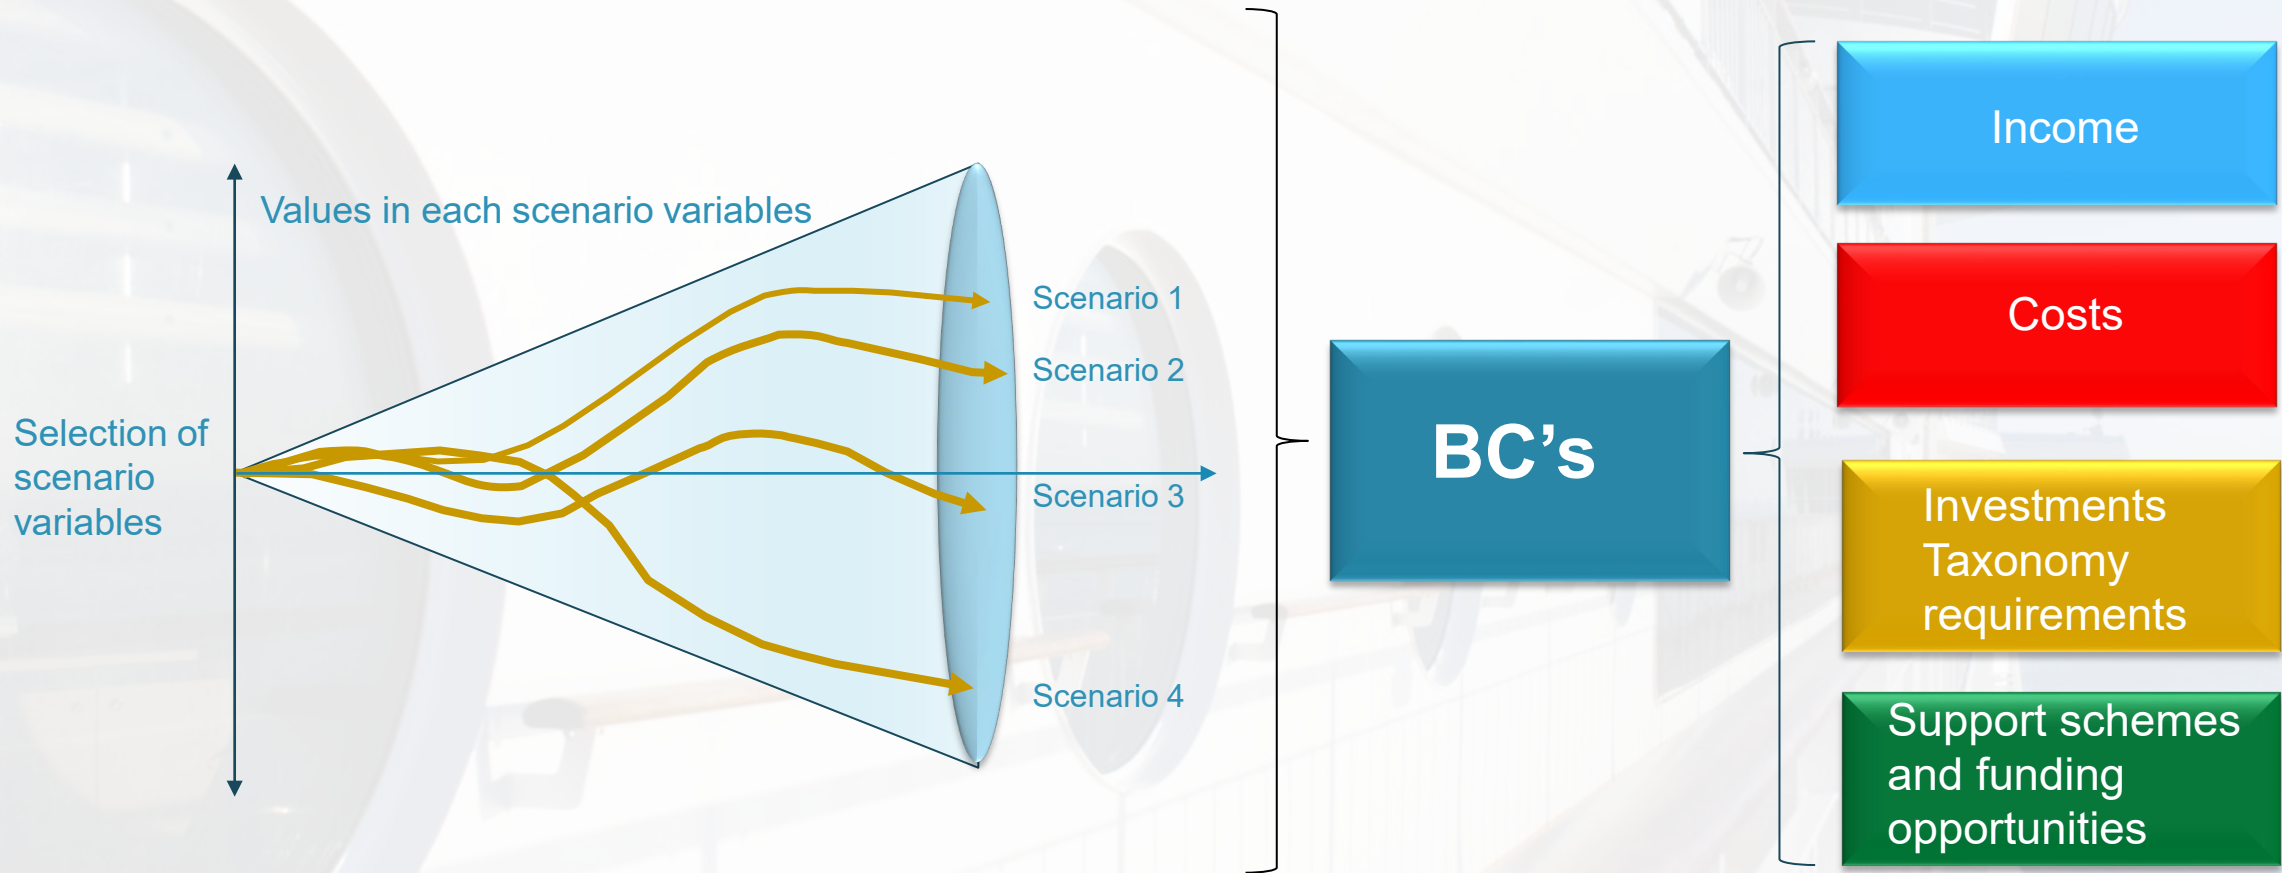 Values in each scenario variables
Selection of
scenario
variables
Scenario 1
Scenario 2
Scenario 3
Scenario 4
BC’s
Income
Costs
Investments
Taxonomy
requirements
Support schemes
and funding
opportunities